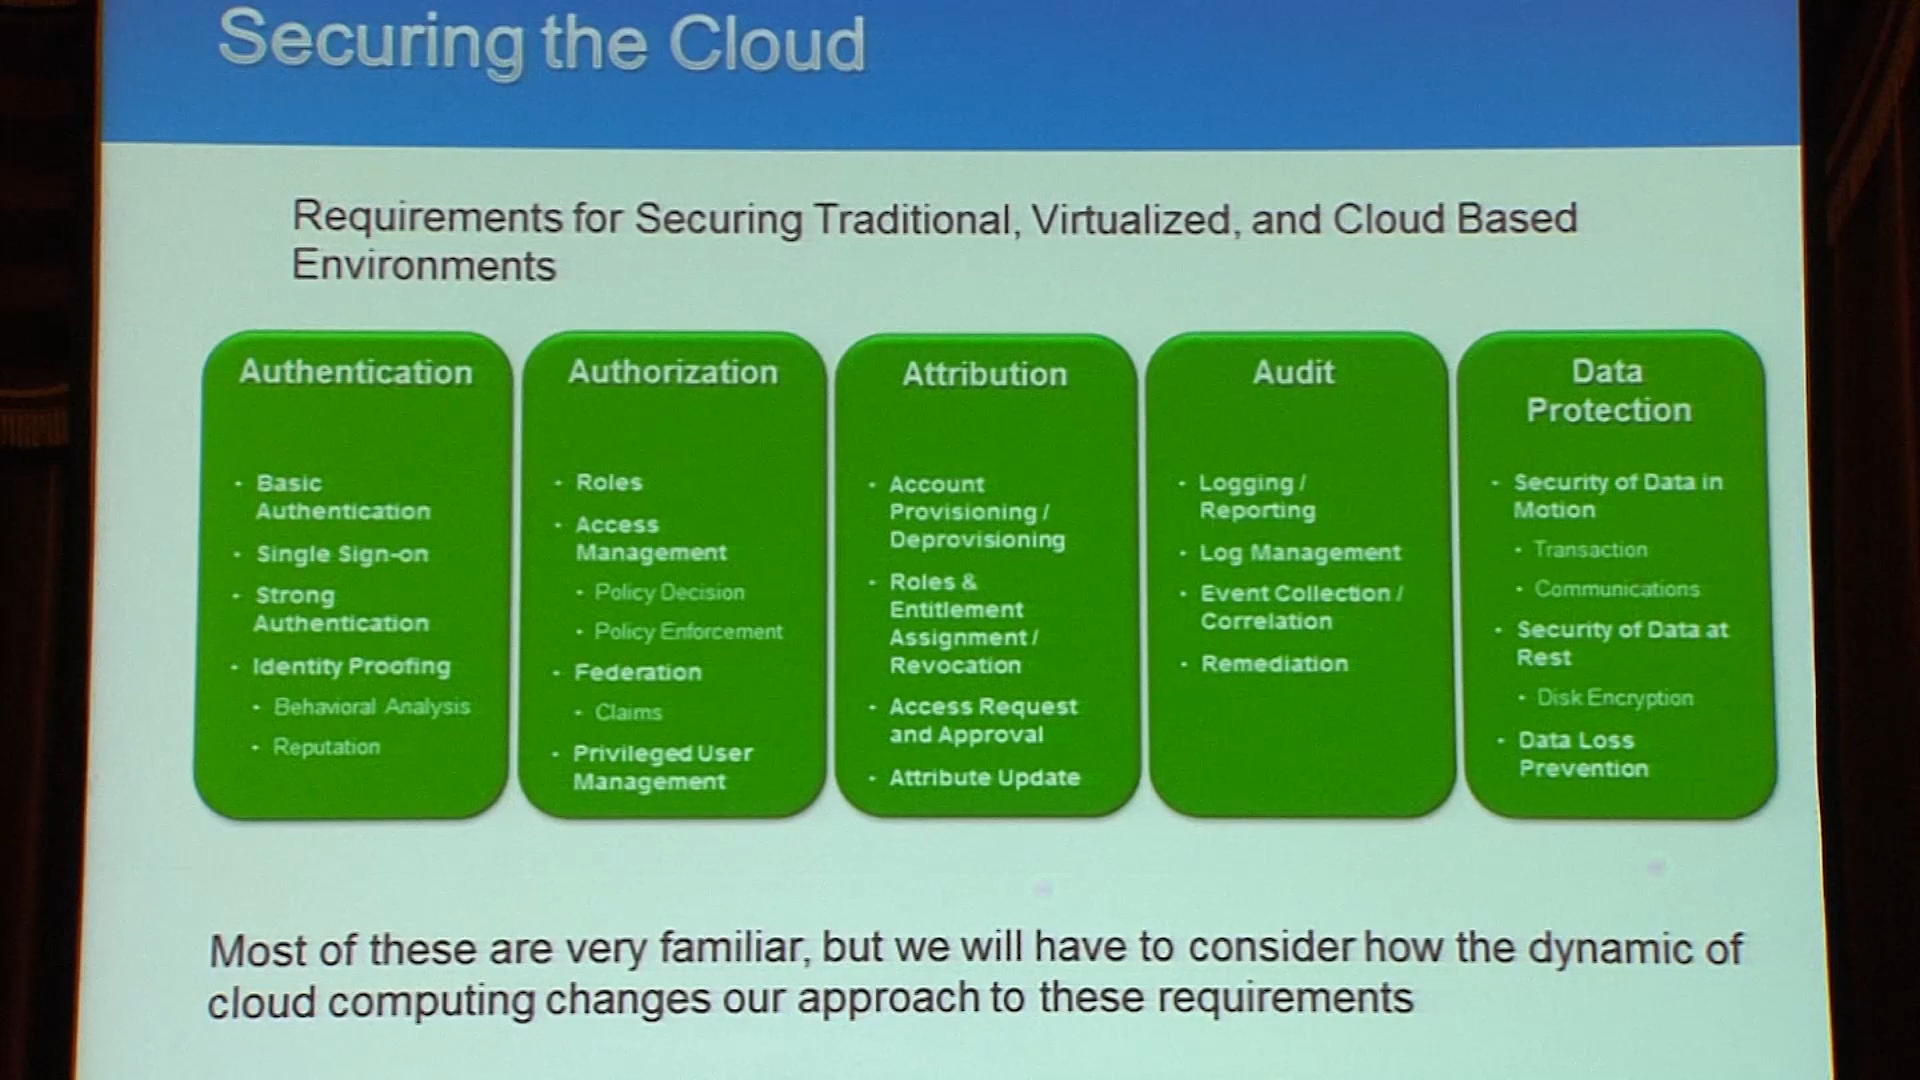 Securing the Cloud
Requirements for Securing Traditional, Virtualized, and Cloud Based
Environments
Authentication
· Basic
Authentication
· Single Sign-on
· Strong
Authentication
· Identity Proofing
· Behavioral Analysis
· Reputation
Authorization
· Roles
· Access
Management
· Policy Decision
· Policy Enforcement
· Federation
· Claims
· Privileged User
Management
Attribution
· Account
Provisioning /
Deprovisioning
· Roles &
Entitlement
Assignment /
Revocation
· Access Request
and Approval
· Attribute Update
Audit
· Logging /
Reporting
· Log Management
· Event Collection /
Correlation
· Remediation
Data
Protection
· Security of Data in
Motion
· Transaction
· Communications
· Security of Data at
Rest
· Disk Encryption
· Data Loss
Prevention
Most of these are very familiar, but we will have to consider how the dynamic of
cloud computing changes our approach to these requirements